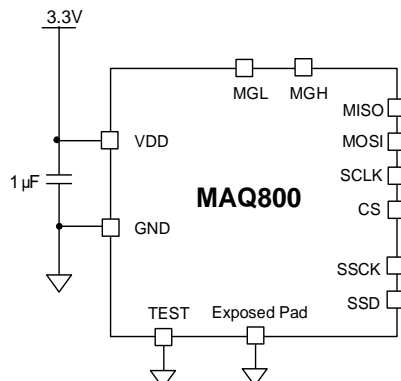 3.3V
MGL
MGH
MISO
VDD
MOSI
SCLK
1 µF
MAQ800
CS
GND
SSCK
TEST
Exposed Pad
SSD